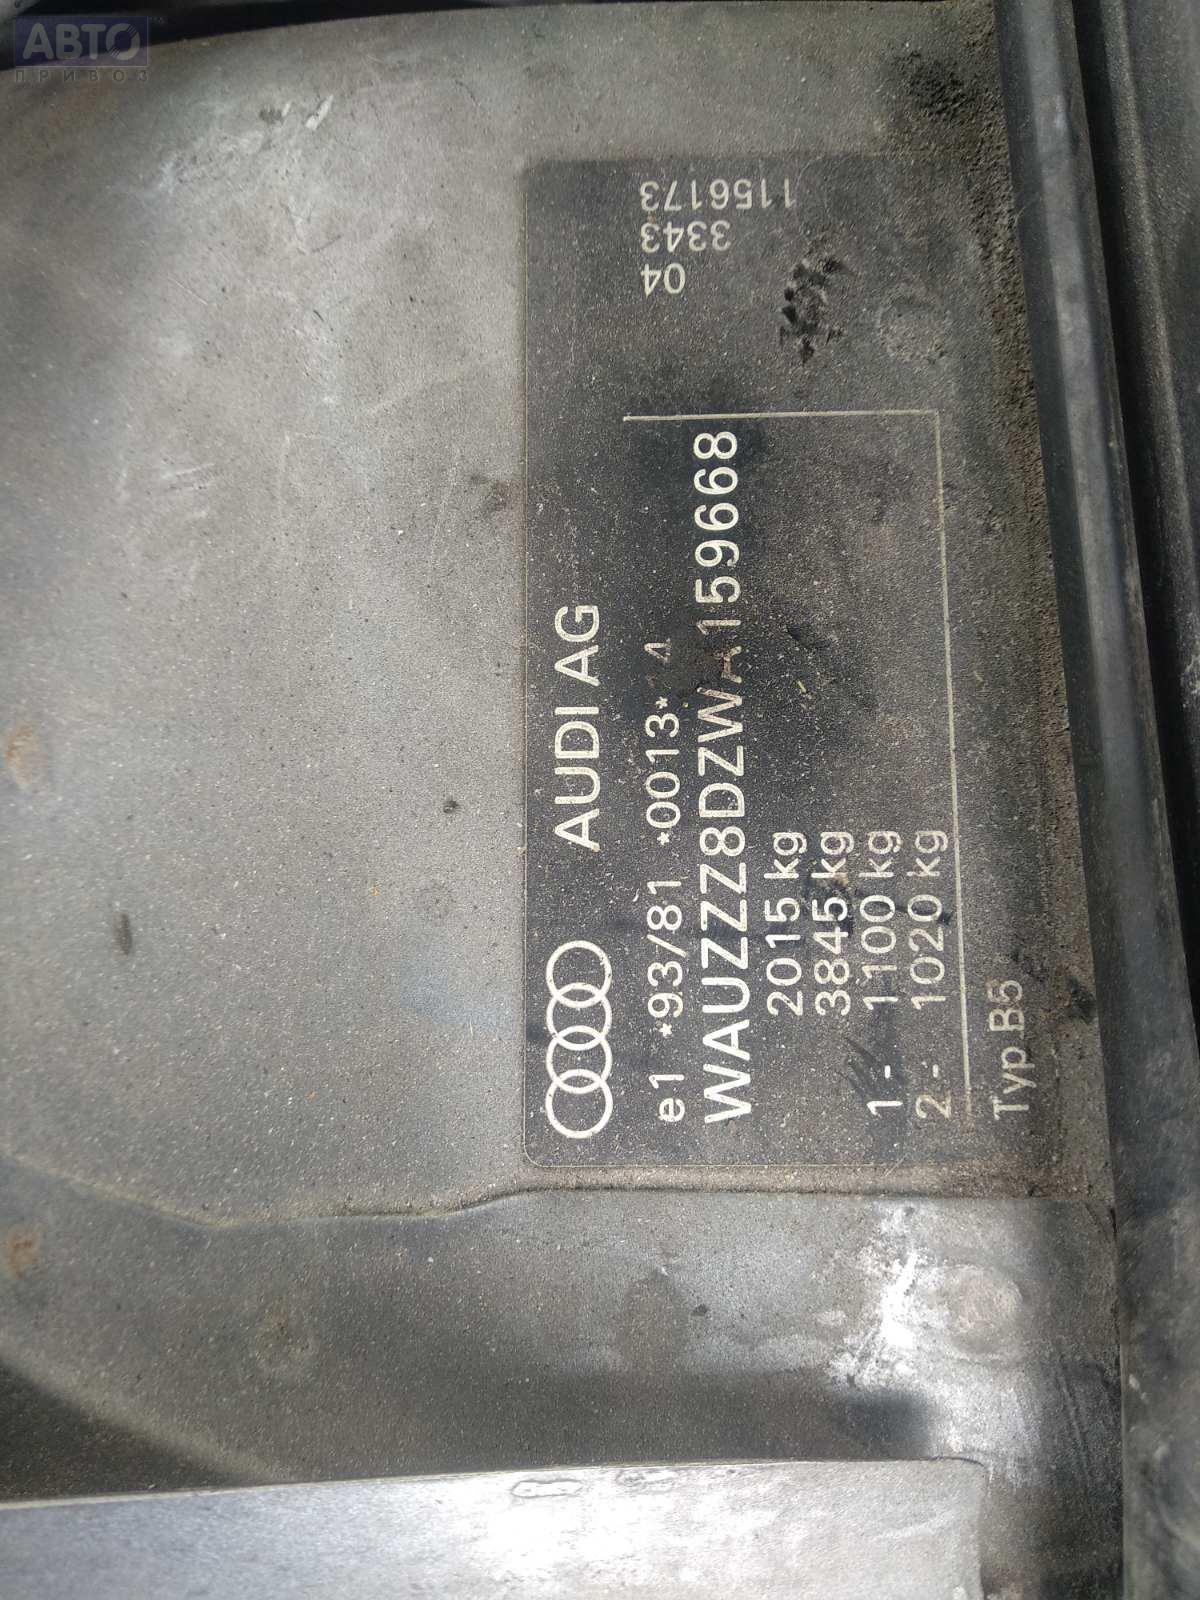 АВТО
ПРИВОЗ
AUDI AG
e1 *93/81 *0013*14
WAUZZZ8DZWA159668
2015 kg
3845 kg
1 - 1100 kg
2 - 1020 kg
Typ B5
04
3343
1156173